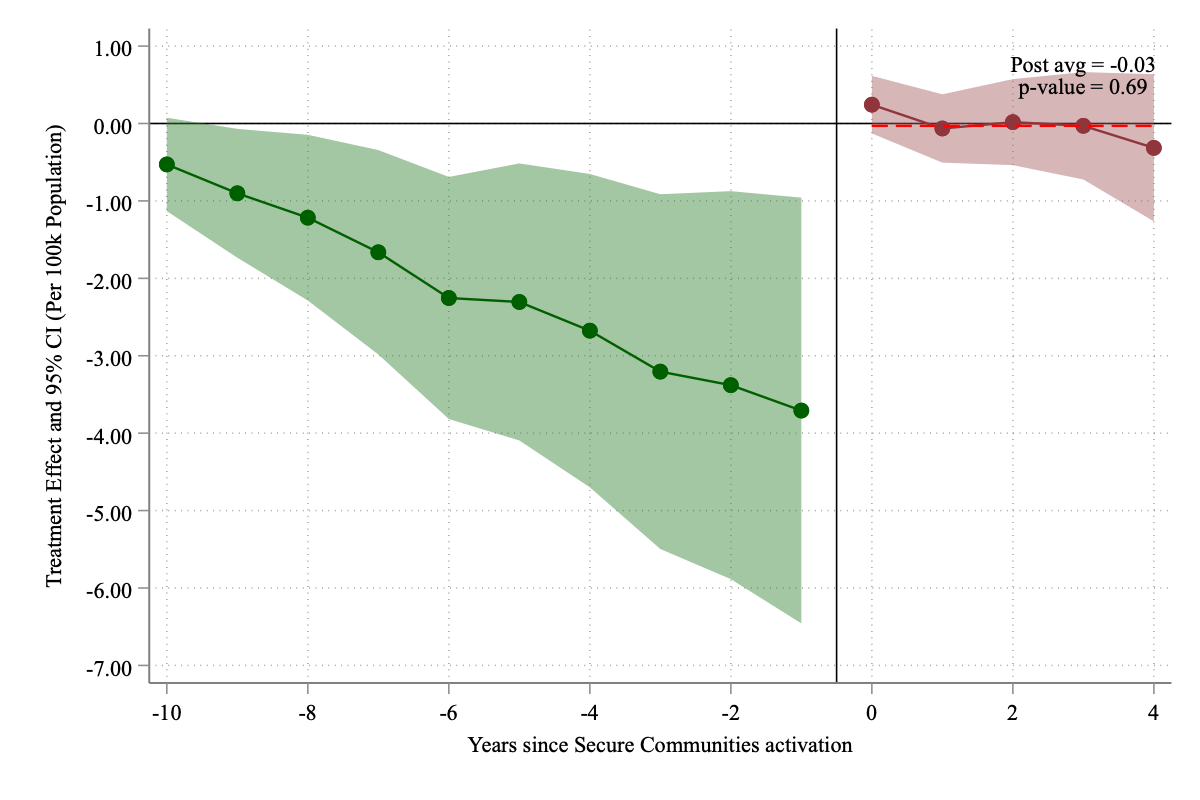 Treatment Effect and 95% CI (Per 100k Population)
1.00
0.00
-1.00
-2.00
-3.00
-4.00
-5.00
-6.00
-7.00
Post avg = -0.03
p-value = 0.69
-10 -8 -6 -4 -2 0 2 4
Years since Secure Communities activation